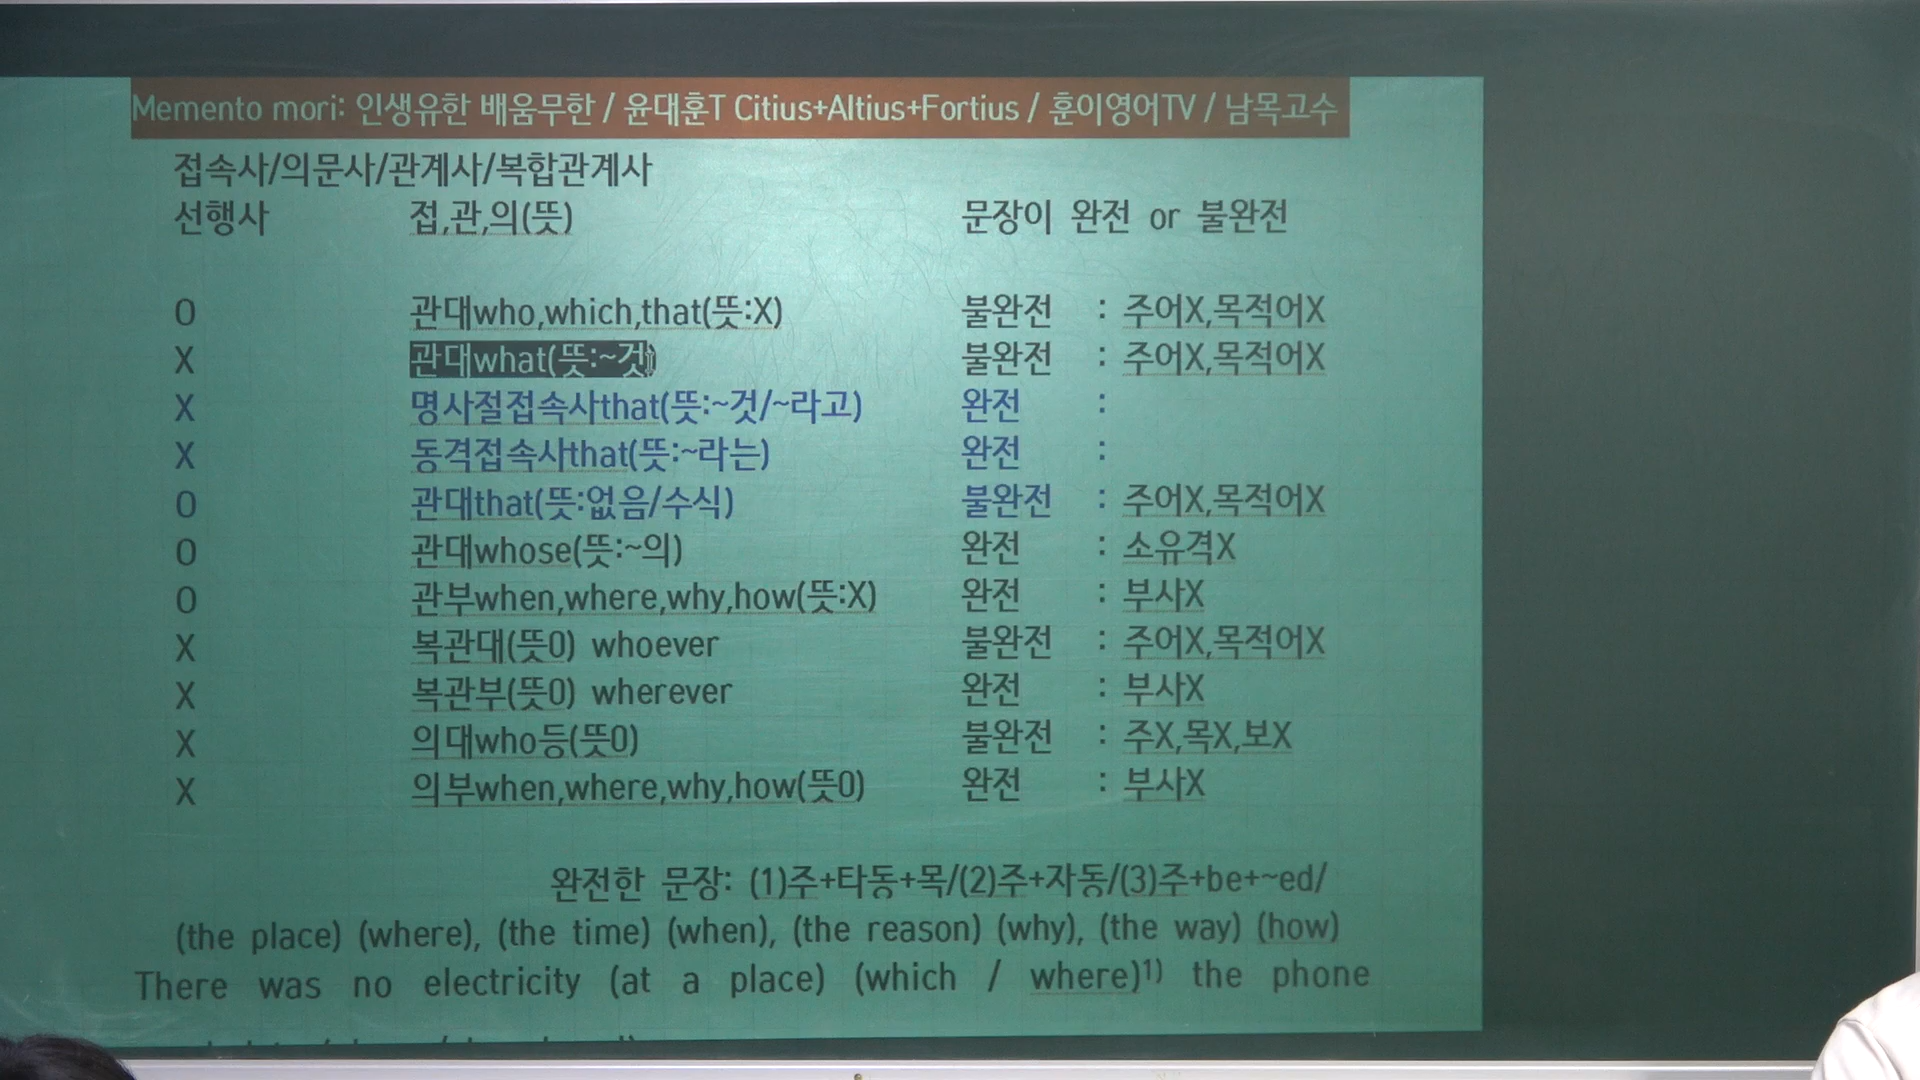 Memento mori: 인생유한 배움무한 / 윤대훈T Citius+Altius+Fortius / 훈이영어TV / 남목고수
접속사/의문사/관계사/복합관계사
선행사 접,관,의(뜻) 문장이 완전 or 불완전
O 관대who,which,that(뜻:X) 불완전 : 주어X,목적어X
X 관대what(뜻:~것) 불완전 : 주어X,목적어X
X 명사절접속사that(뜻:~것/~라고) 완전 :
X 동격접속사that(뜻:~라는) 완전 :
O 관대that(뜻:없음/수식) 불완전 : 주어X,목적어X
O 관대whose(뜻:~의) 완전 : 소유격X
O 관부when,where,why,how(뜻:X) 완전 : 부사X
X 복관대(뜻O) whoever 불완전 : 주어X,목적어X
X 복관부(뜻O) wherever 완전 : 부사X
X 의대who등(뜻O) 불완전 : 주X,목X,보X
X 의부when,where,why,how(뜻O) 완전 : 부사X
완전한 문장: (1)주+타동+목/(2)주+자동/(3)주+be+~ed/
(the place) (where), (the time) (when), (the reason) (why), (the way) (how)
There was no electricity (at a place) (which / where)1) the phone